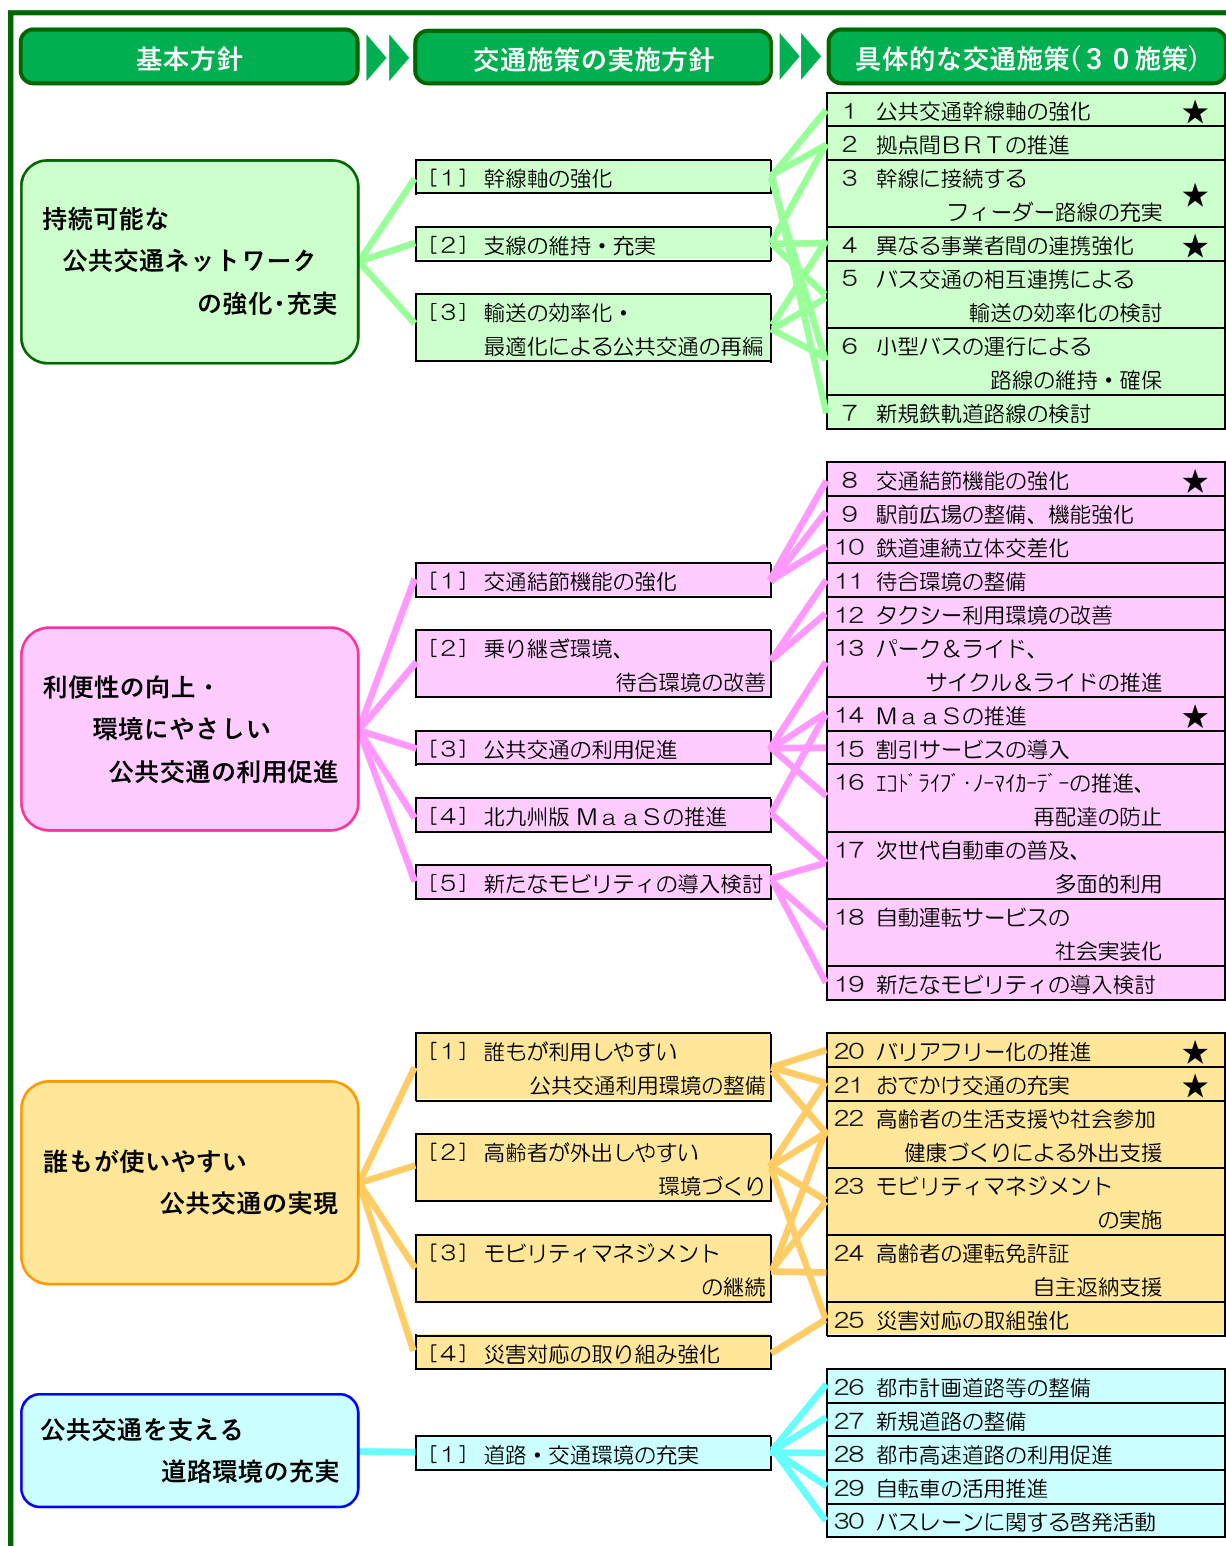 基本方針
交通施策の実施方針
具体的な交通施策(３０施策)
持続可能な
公共交通ネットワーク
の強化･充実
[1] 幹線軸の強化
[2] 支線の維持・充実
[3] 輸送の効率化・
最適化による公共交通の再編
1 公共交通幹線軸の強化 ★
2 拠点間ＢＲＴの推進
3 幹線に接続する
フィーダー路線の充実 ★
4 異なる事業者間の連携強化 ★
5 バス交通の相互連携による
輸送の効率化の検討
6 小型バスの運行による
路線の維持・確保
7 新規鉄軌道路線の検討
利便性の向上・
環境にやさしい
公共交通の利用促進
[1] 交通結節機能の強化
[2] 乗り継ぎ環境、
待合環境の改善
[3] 公共交通の利用促進
[4] 北九州版 ＭａａＳの推進
[5] 新たなモビリティの導入検討
8 交通結節機能の強化 ★
9 駅前広場の整備、機能強化
10 鉄道連続立体交差化
11 待合環境の整備
12 タクシー利用環境の改善
13 パーク＆ライド、
サイクル＆ライドの推進
14 ＭａａＳの推進 ★
15 割引サービスの導入
16 ｴｺﾄﾞﾗｲﾌﾞ･ﾉｰﾏｲｶｰﾃﾞｰの推進、
再配達の防止
17 次世代自動車の普及、
多面的利用
18 自動運転サービスの
社会実装化
19 新たなモビリティの導入検討
誰もが使いやすい
公共交通の実現
[1] 誰もが利用しやすい
公共交通利用環境の整備
[2] 高齢者が外出しやすい
環境づくり
[3] モビリティマネジメント
の継続
[4] 災害対応の取り組み強化
20 バリアフリー化の推進 ★
21 おでかけ交通の充実 ★
22 高齢者の生活支援や社会参加
健康づくりによる外出支援
23 モビリティマネジメント
の実施
24 高齢者の運転免許証
自主返納支援
25 災害対応の取組強化
公共交通を支える
道路環境の充実
[1] 道路・交通環境の充実
26 都市計画道路等の整備
27 新規道路の整備
28 都市高速道路の利用促進
29 自転車の活用推進
30 バスレーンに関する啓発活動